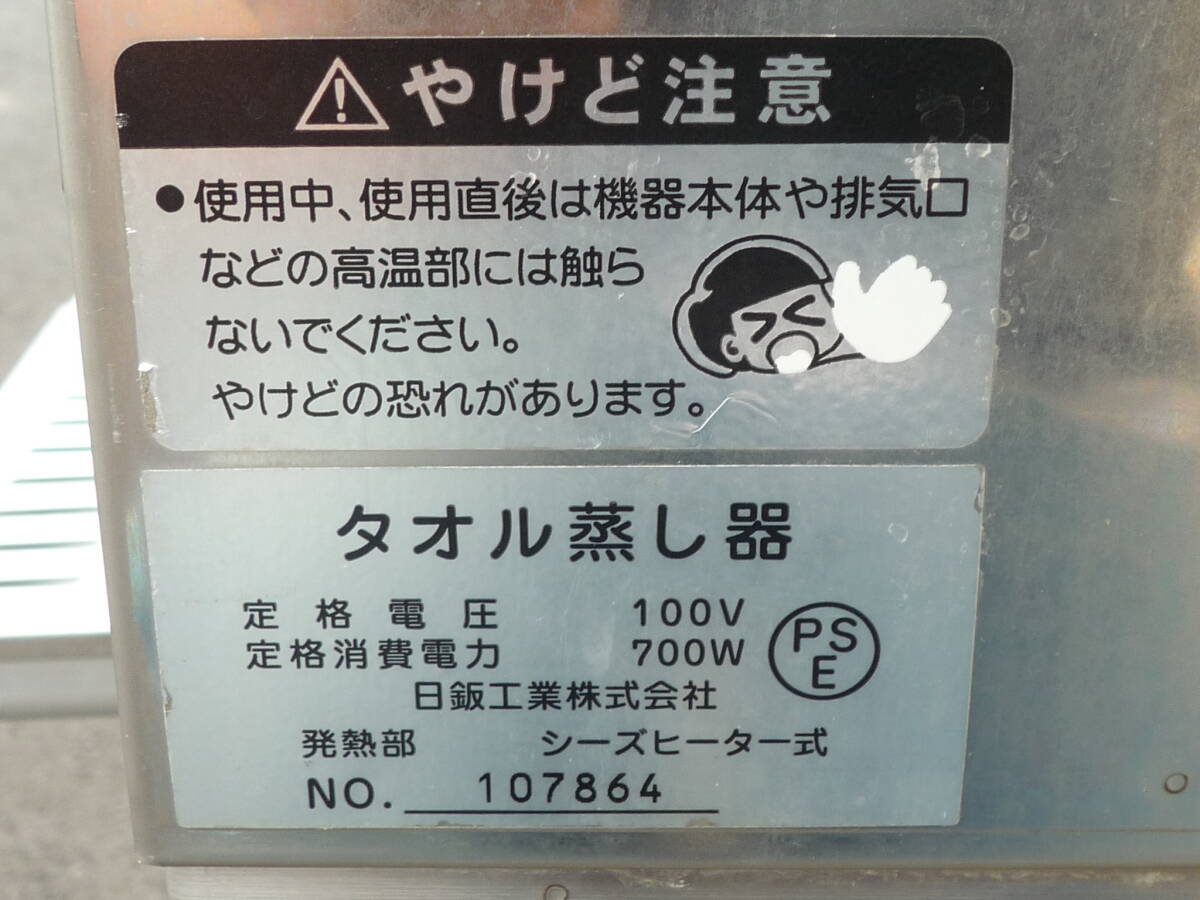 やけど注意
●使用中、使用直後は機器本体や排気口
などの高温部には触ら
ないでください。
やけどの恐れがあります。
タオル蒸し器
定格電圧 100V
定格消費電力 700W
PSE
日鈑工業株式会社
発熱部 シーズヒーター式
NO. 107864